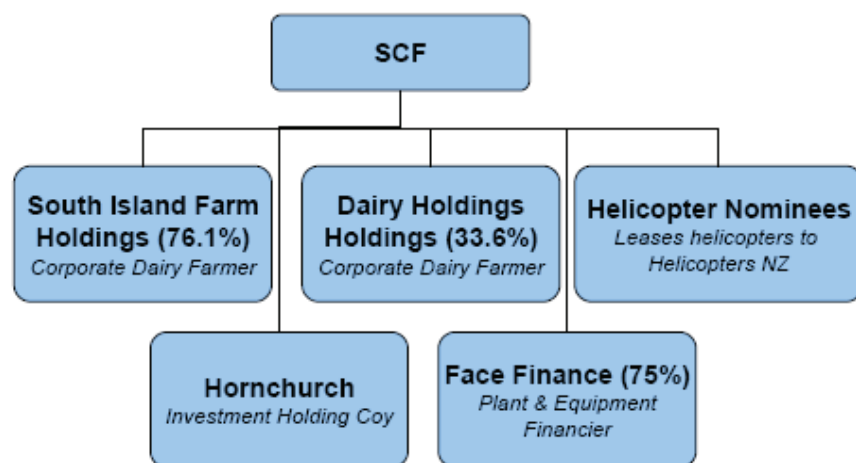 SCF
South Island Farm
Holdings (76.1%)
Corporate Dairy Farmer
Dairy Holdings
Holdings (33.6%)
Corporate Dairy Farmer
Helicopter Nominees
Leases helicopters to
Helicopters NZ
Hornchurch
Investment Holding Coy
Face Finance (75%)
Plant & Equipment
Financier